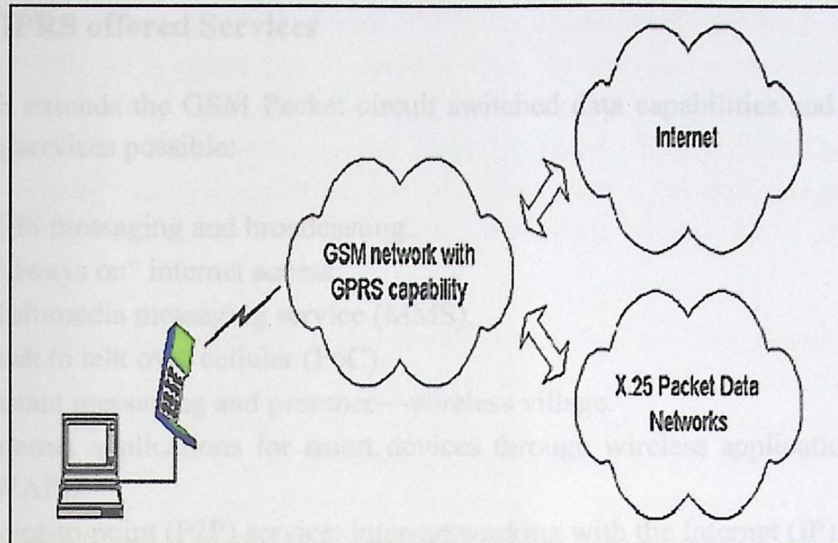 GPRS offered Services
extends the GSM Packet circuit switched data capabilities and
services possible:
Internet
messaging and broadcasting.
GSM network with
GPRS capability
"Always on" internet access
Multimedia messaging service (MMS)
to talk over cellular (PoC)
X.25 Packet Data
Networks
Instant messaging and presence—wireless village.
Internet applications for smart devices through wireless application
Point-to-point (P2P) service: inter-networking with the Internet (IP)